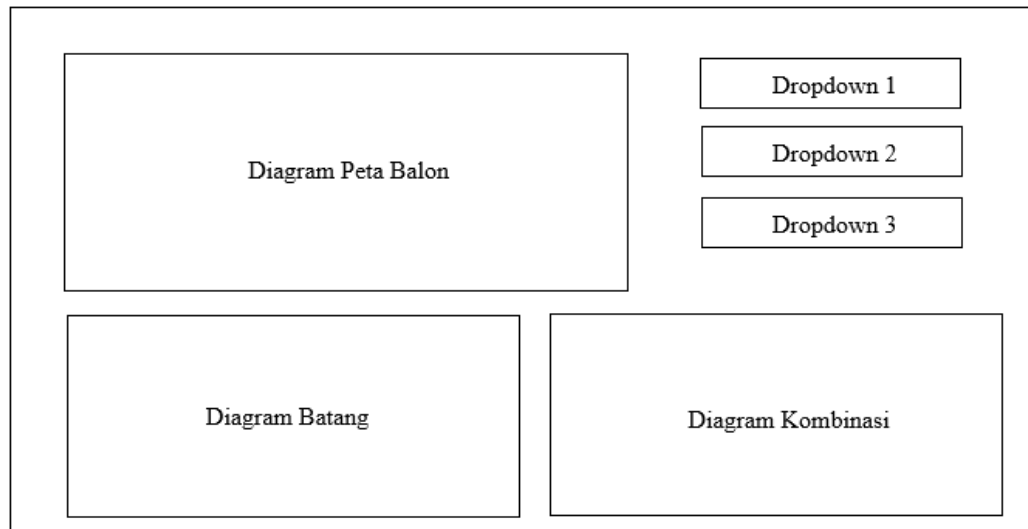 Diagram Peta Balon
Dropdown 1
Dropdown 2
Dropdown 3
Diagram Batang
Diagram Kombinasi